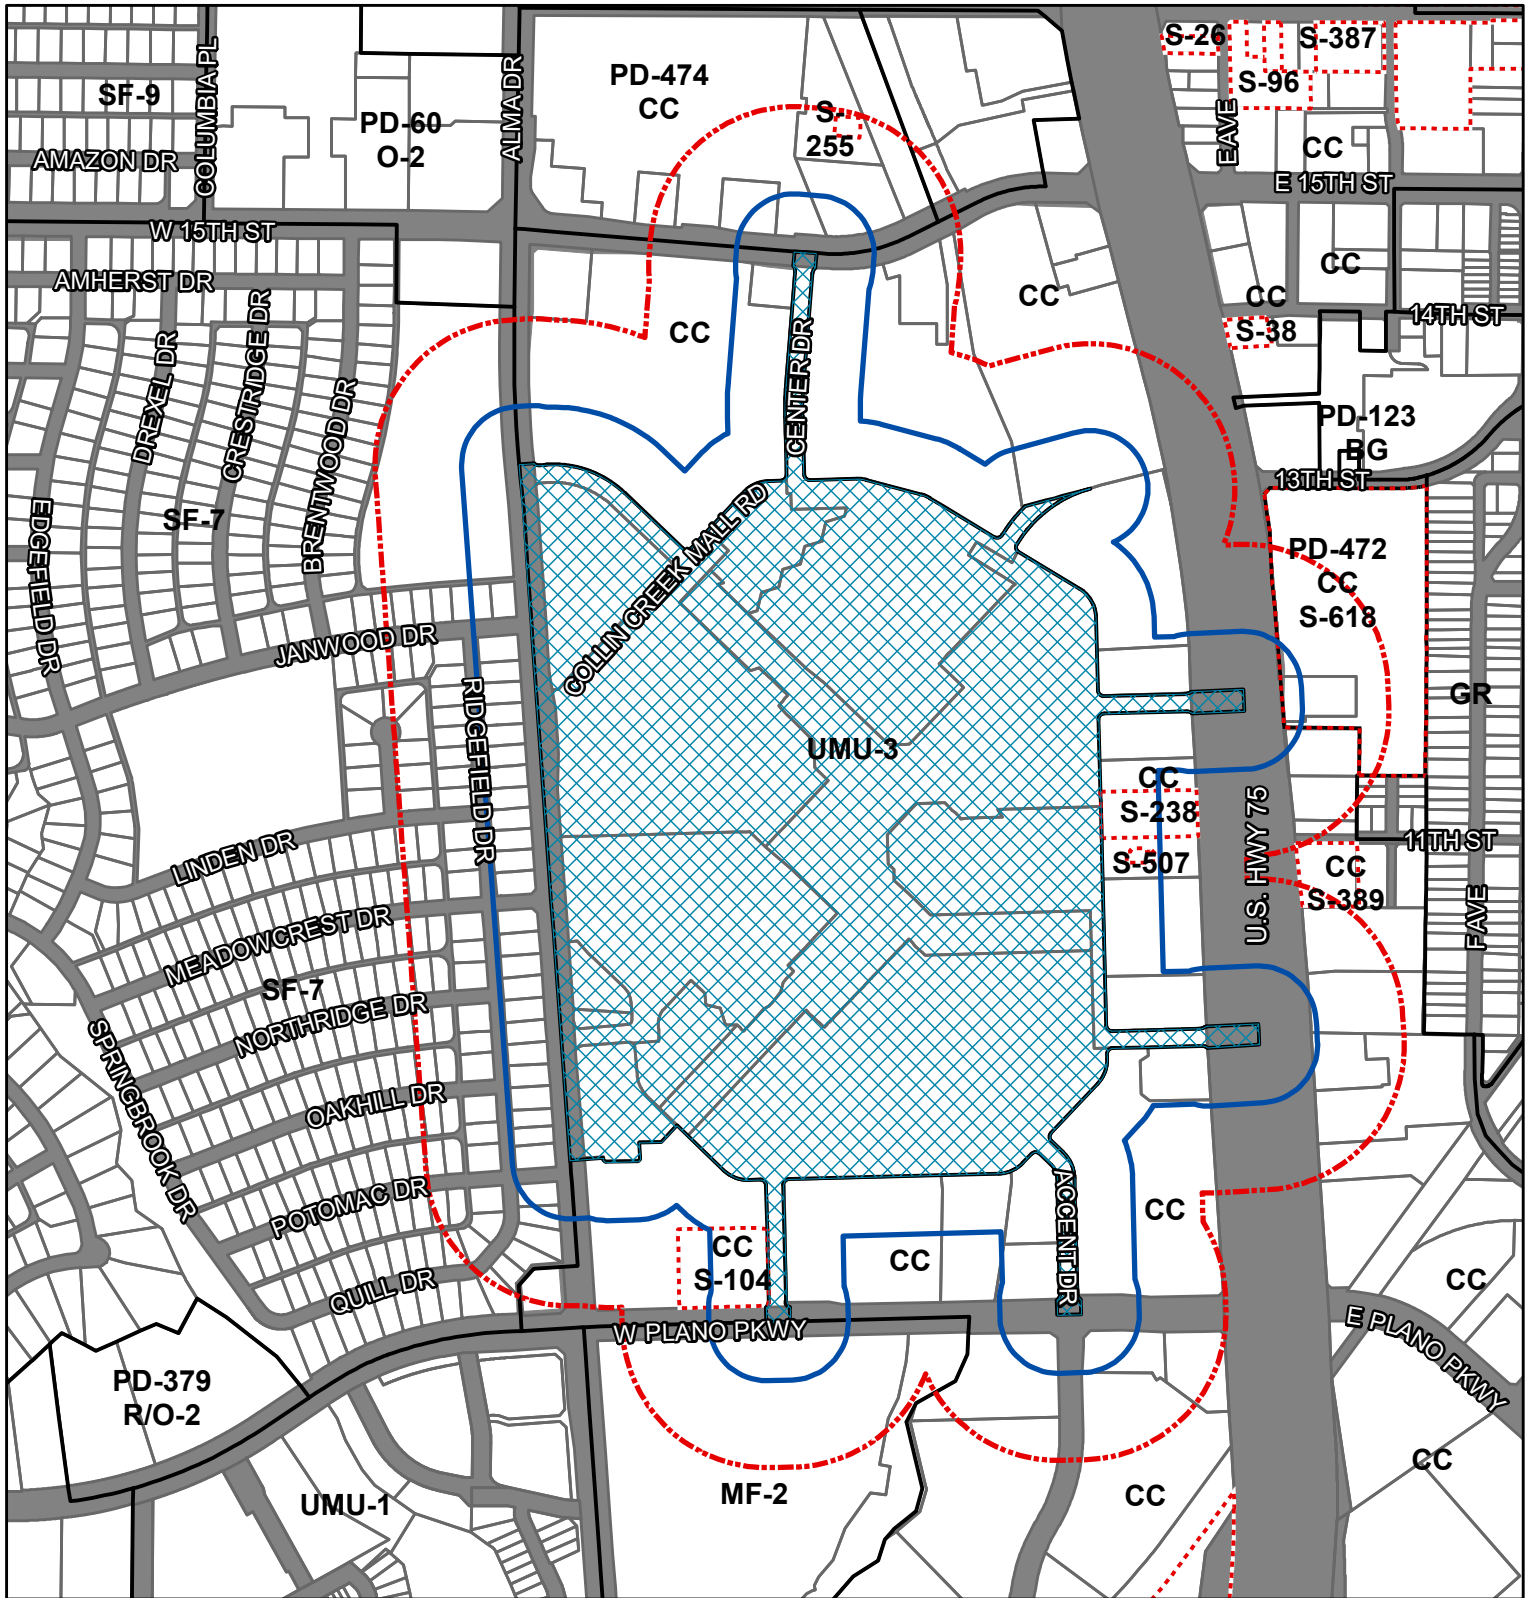 S-26
S-387
S-96
COLUMBIA PL
ALMA DR
PD-474
CC
SF-9
PD-60
O-2
S-
255
E AVE
CC
AMAZON DR
E 15TH ST
W 15TH ST
AMHERST DR
CC
CC
CC
CC
S-38
14TH ST
DREXEL DR
CRESTRIDGE DR
BRENTWOOD DR
CENTER DR
PD-123
BG
13TH ST
SF-7
EDGEFIELD DR
COLLIN CREEK MALL RD
PD-472
CC
S-618
JANWOOD DR
RIDGEFIELD DR
GR
UMU-3
CC
S-238
S-507
U.S. HWY 75
11TH ST
CC
S-389
LINDEN DR
F AVE
MEADOWCREST DR
SF-7
NORTHRIDGE DR
SPRINGBROOK DR
OAKHILL DR
POTOMAC DR
ACCENT DR
CC
CC
S-104
CC
CC
QUILL DR
W PLANO PKWY
E PLANO PKWY
PD-379
R/O-2
UMU-1
MF-2
CC
CC